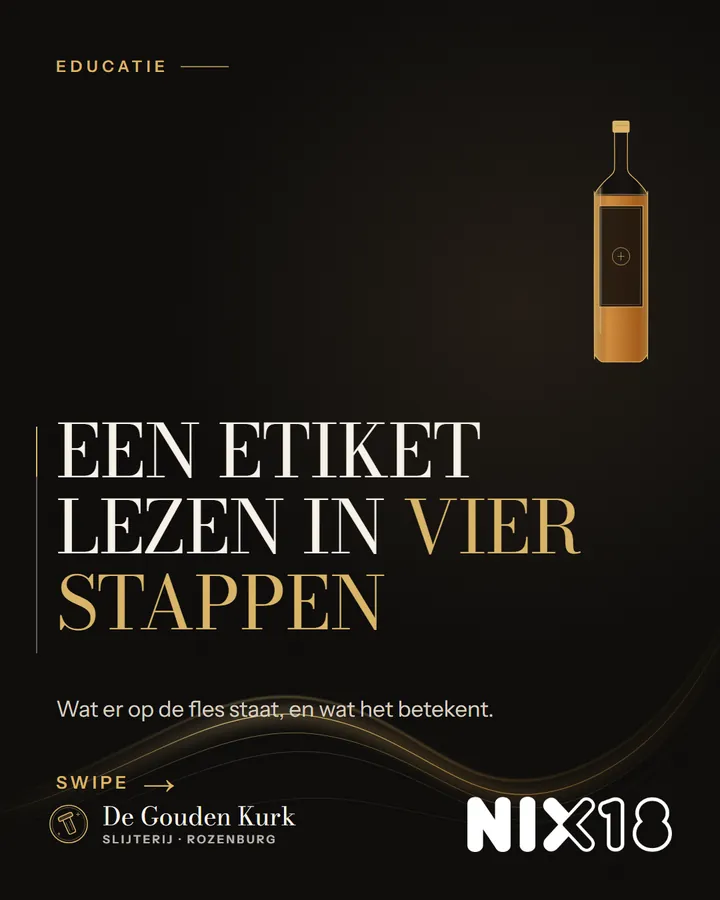 EDUCATIE
EEN ETIKET
LEZEN IN VIER
STAPPEN
Wat er op de fles staat, en wat het betekent.
SWIPE →
De Gouden Kurk
SLIJTERIJ · ROZENBURG
NIX18